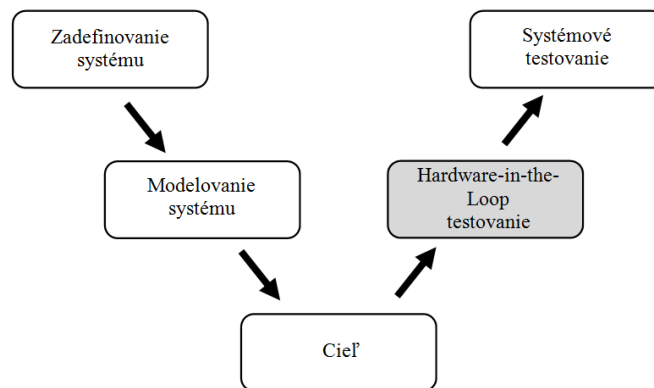 Zadefinovanie
systému
Systémové
testovanie
Modelovanie
systému
Hardware-in-the-
Loop
testovanie
Cieľ